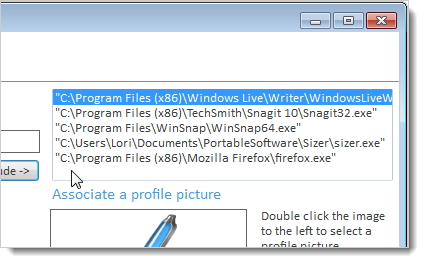 "C:\Program Files (x86)\Windows Live\Writer\WindowsLiveW
"C:\Program Files (x86)\TechSmith\Snagit 10\Snagit32.exe"
"C:\Program Files\WinSnap\WinSnap64.exe"
"C:\Users\Lori\Documents\PortableSoftware\Sizer\sizer.exe"
"C:\Program Files (x86)\Mozilla Firefox\firefox.exe"
ude ->
Associate a profile picture
Double click the image
to the left to select a
profile picture